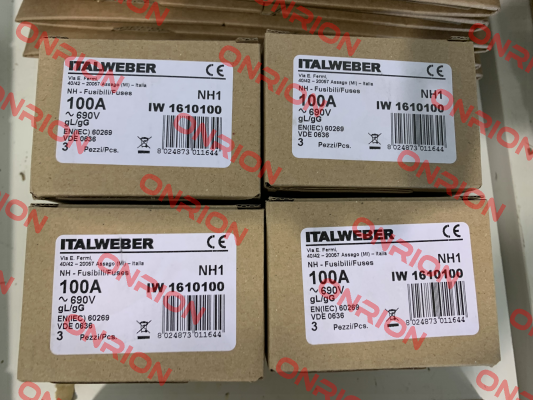 ITALWEBER
Via E. Fermi,
40/42 – 20057 Assago (MI) – Italia
NH - Fusibili/Fuses
NH1
100A
IW 1610100
~ 690V
gL/gG
EN(IEC) 60269
VDE 0636
3 Pezzi/Pcs.
8 024873 011644
ITALWEBER
Via E. Fermi,
40/42 – 20057 Assago (MI) – Italia
NH - Fusibili/Fuses
NH1
100A
IW 1610100
~ 690V
gL/gG
EN(IEC) 60269
VDE 0636
3 Pezzi/Pcs.
8 024873 011644
ITALWEBER
Via E. Fermi,
40/42 – 20057 Assago (MI) – Italia
NH - Fusibili/Fuses
NH1
100A
IW 1610100
~ 690V
gL/gG
EN(IEC) 60269
VDE 0636
3 Pezzi/Pcs.
8 024873 011644
ITALWEBER
Via E. Fermi,
40/42 – 20057 Assago (MI) – Italia
NH - Fusibili/Fuses
NH1
100A
IW 1610100
~ 690V
gL/gG
EN(IEC) 60269
VDE 0636
3 Pezzi/Pcs.
8 024873 011644
ONRION